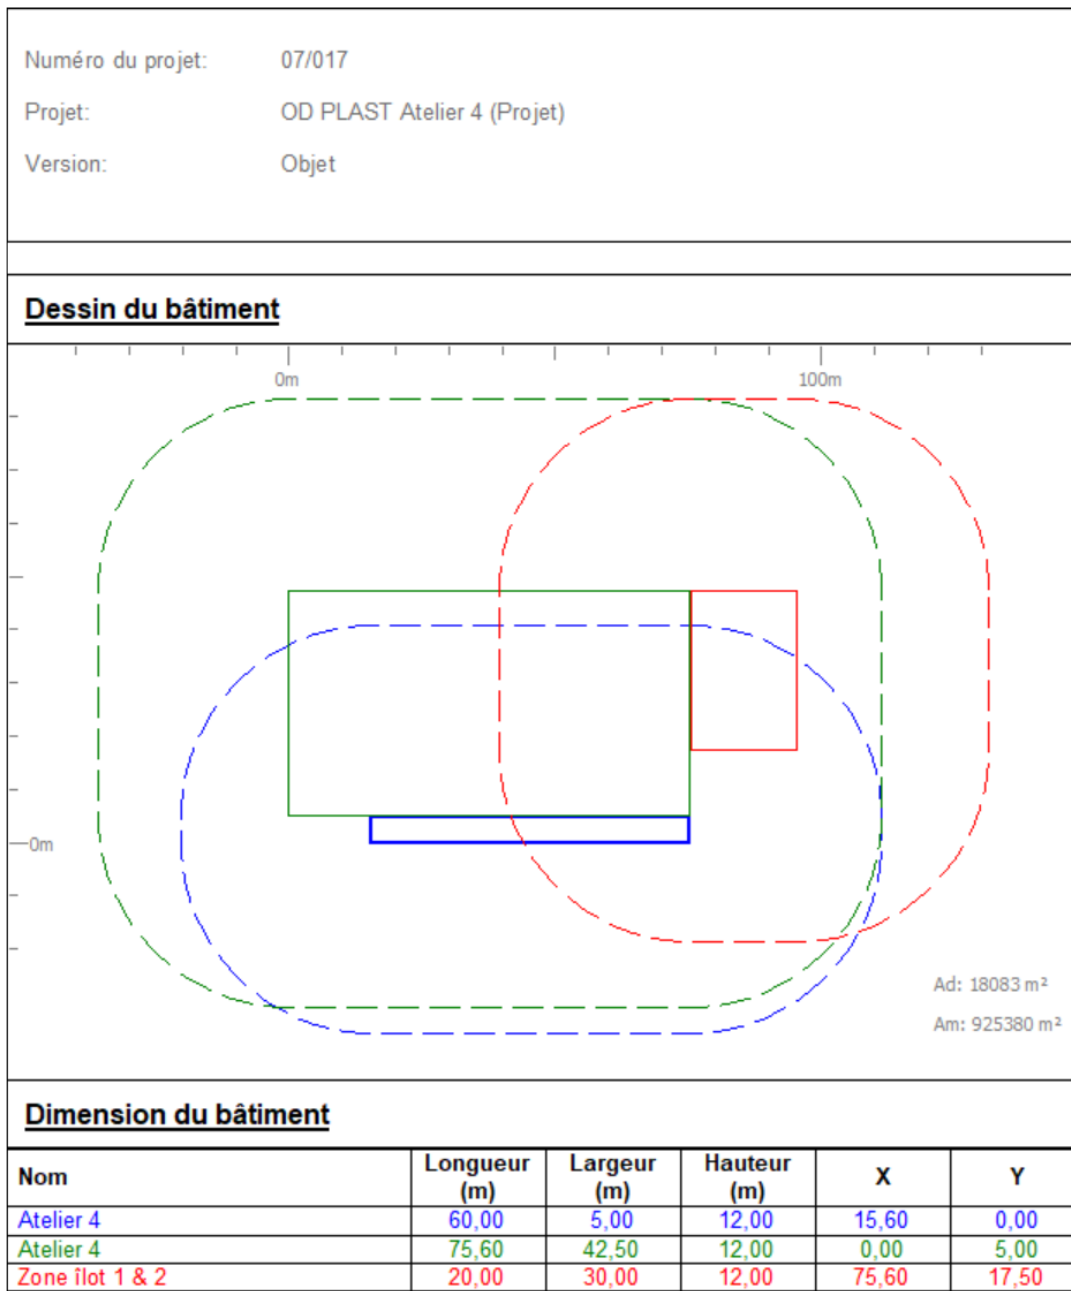 Numéro du projet: 07/017
Projet: OD PLAST Atelier 4 (Projet)
Version: Objet
Dessin du bâtiment
0m 100m
0m
Ad: 18083 m²
Am: 925380 m²
Dimension du bâtiment
Nom Longueur (m) Largeur (m) Hauteur (m) X Y
Atelier 4 60,00 5,00 12,00 15,60 0,00
Atelier 4 75,60 42,50 12,00 0,00 5,00
Zone îlot 1 & 2 20,00 30,00 12,00 75,60 17,50